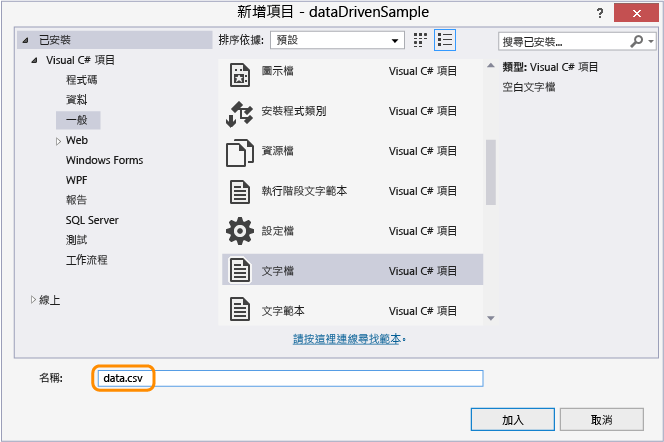 新增項目 - dataDrivenSample
? ×
已安裝
Visual C# 項目
程式碼
資料
一般
Web
Windows Forms
WPF
報告
SQL Server
測試
工作流程
線上
排序依據: 預設
圖示檔 Visual C# 項目
安裝程式類別 Visual C# 項目
資源檔 Visual C# 項目
執行階段文字範本 Visual C# 項目
設定檔 Visual C# 項目
文字檔 Visual C# 項目
文字範本 Visual C# 項目
請按這裡連線尋找範本。
搜尋已安裝...
類型: Visual C# 項目
空白文字檔
名稱: data.csv
加入 取消